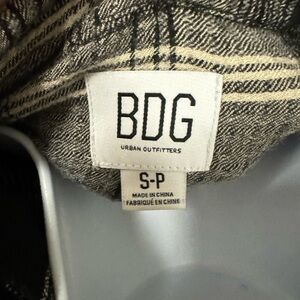 BDG
URBAN OUTFITTERS
S-P
MADE IN CHINA
FABRIQUÉ EN CHINE